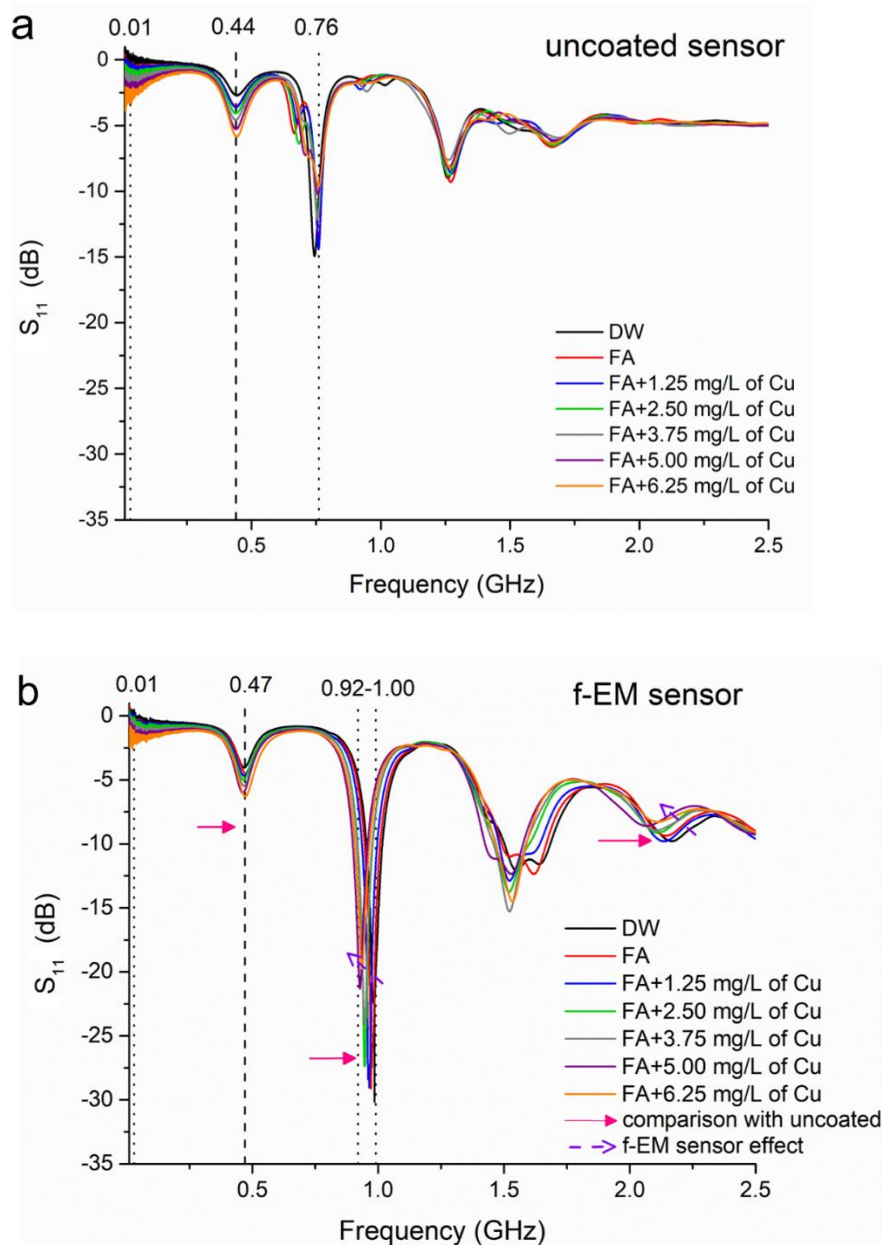 a
0.01 0.44 0.76
uncoated sensor
0
-5
-10
-15
-20
-25
-30
-35
S11 (dB)
DW
FA
FA+1.25 mg/L of Cu
FA+2.50 mg/L of Cu
FA+3.75 mg/L of Cu
FA+5.00 mg/L of Cu
FA+6.25 mg/L of Cu
0.5 1.0 1.5 2.0 2.5
Frequency (GHz)
b
0.01 0.47 0.92-1.00
f-EM sensor
0
-5
-10
-15
-20
-25
-30
-35
S11 (dB)
DW
FA
FA+1.25 mg/L of Cu
FA+2.50 mg/L of Cu
FA+3.75 mg/L of Cu
FA+5.00 mg/L of Cu
FA+6.25 mg/L of Cu
comparison with uncoated
f-EM sensor effect
0.5 1.0 1.5 2.0 2.5
Frequency (GHz)